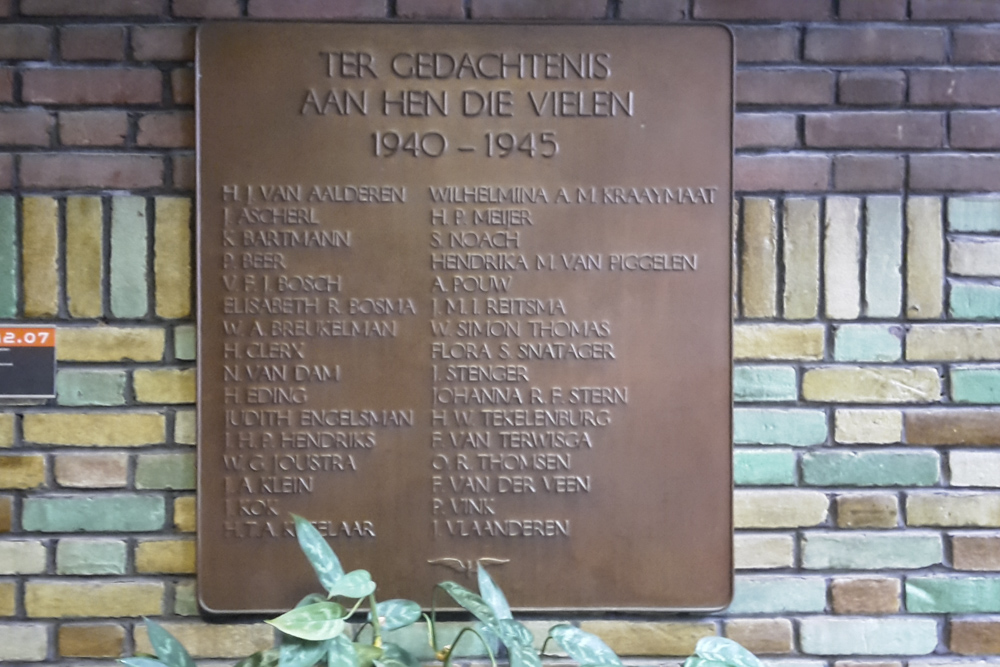 TER GEDACHTENIS
AAN HEN DIE VIELEN
1940 – 1945
H. J. VAN AALDEREN
J. ASCHERL
K. BARTMANN
P. BEER
V. F. J. BOSCH
ELISABETH R. BOSMA
W. A. BREUKELMAN
H. CLERX
N. VAN DAM
H. EDING
JUDITH ENGELSMAN
J. H. P. HENDRIKS
W. G. JOUSTRA
J. A. KLEIN
J. KOK
H. T. A.
WILHELMINA A. M. KRAAYMAAT
H. P. MEIJER
S. NOACH
HENDRIKA M. VAN PIGGELEN
A. POUW
J. M. I. REITSMA
W. SIMON THOMAS
FLORA S. SNATAGER
J. STENGER
JOHANNA R. F. STERN
H. W. TEKELENBURG
F. VAN TERWISGA
O. R. THOMSEN
F. VAN DER VEEN
P. VINK
J. VLAANDEREN
12.07